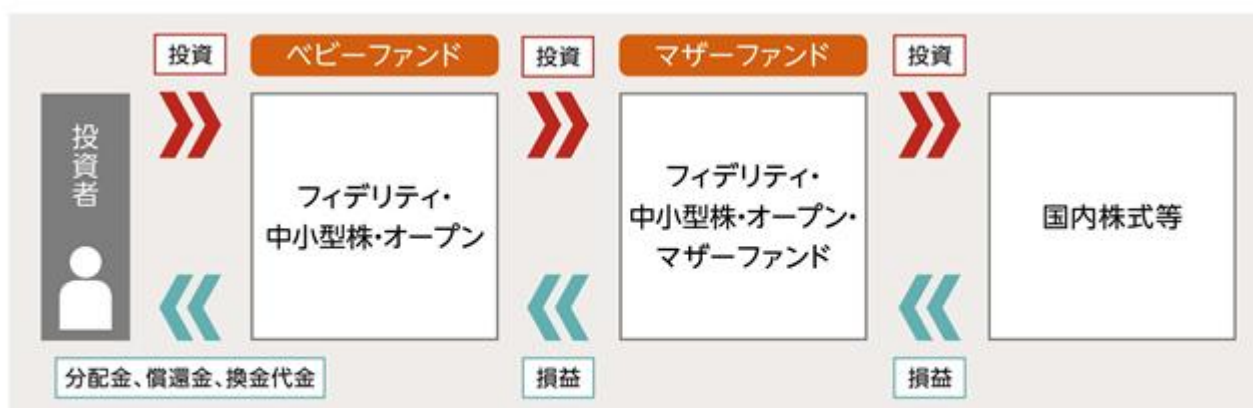 投資
ベビーファンド
投資
マザーファンド
投資
投資者
フィデリティ・
中小型株・オープン
フィデリティ・
中小型株・オープン・
マザーファンド
国内株式等
分配金、償還金、換金代金
損益
損益